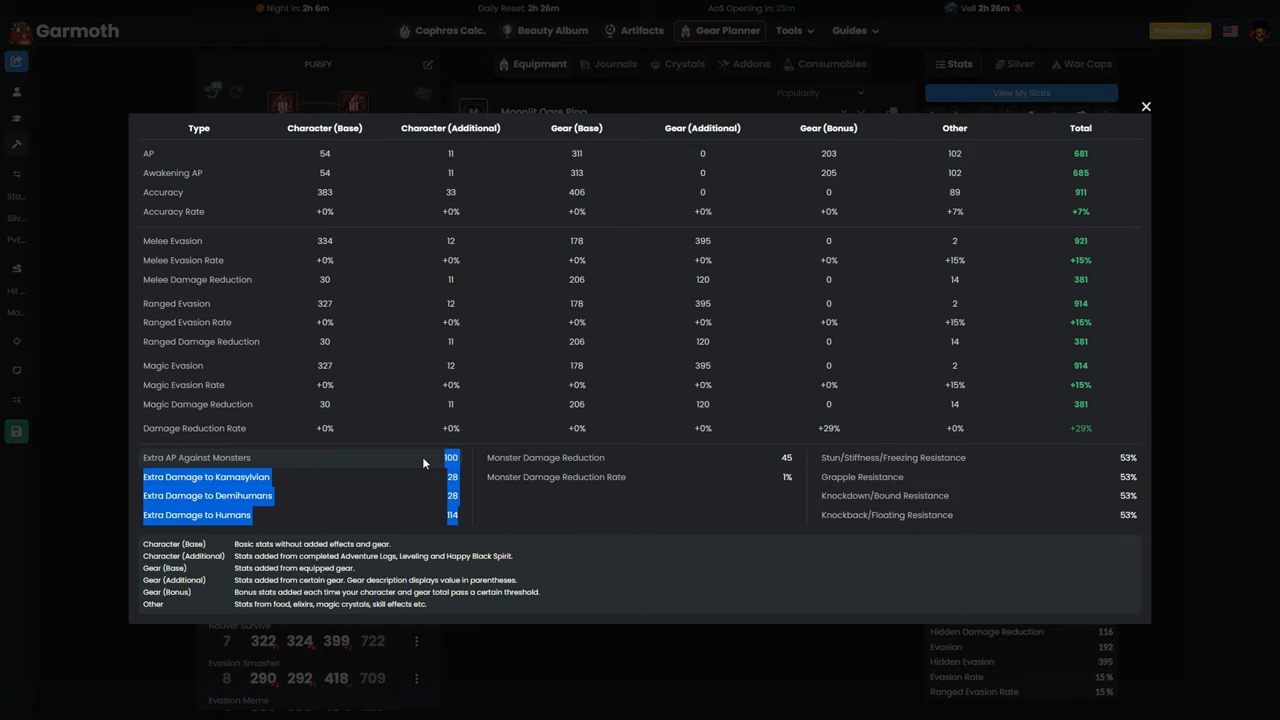 Night in: 2h 6m Daily Reset: 2h 26m AoS Opening in: 26m Vell 2h 26m
Garmoth Caphras Calc. Beauty Album Artifacts Gear Planner Tools Guides Professional
PURIFY Equipment Journals Crystals Addons Consumables Stats Silver War Caps
Popularity View My Stats
Moonlit Ogre Ring
Type Character (Base) Character (Additional) Gear (Base) Gear (Additional) Gear (Bonus) Other Total
AP 54 11 311 0 203 102 681
Awakening AP 54 11 313 0 205 102 685
Accuracy 383 33 406 0 0 89 911
Accuracy Rate +0% +0% +0% +0% +0% +7% +7%
Melee Evasion 334 12 178 395 0 2 921
Melee Evasion Rate +0% +0% +0% +0% +0% +15% +15%
Melee Damage Reduction 30 11 206 120 0 14 381
Ranged Evasion 327 12 178 395 0 2 914
Ranged Evasion Rate +0% +0% +0% +0% +0% +15% +15%
Ranged Damage Reduction 30 11 206 120 0 14 381
Magic Evasion 327 12 178 395 0 2 914
Magic Evasion Rate +0% +0% +0% +0% +0% +15% +15%
Magic Damage Reduction 30 11 206 120 0 14 381
Damage Reduction Rate +0% +0% +0% +0% +29% +0% +29%
Extra AP Against Monsters 100 Monster Damage Reduction 45 Stun/Stiffness/Freezing Resistance 53%
Extra Damage to Kamasylvian 28 Monster Damage Reduction Rate 1% Grapple Resistance 53%
Extra Damage to Demihumans 28 Knockdown/Bound Resistance 53%
Extra Damage to Humans 114 Knockback/Floating Resistance 53%
Character (Base) Basic stats without added effects and gear.
Character (Additional) Stats added from completed Adventure Logs, Leveling and Happy Black Spirit.
Gear (Base) Stats added from equipped gear.
Gear (Additional) Stats added from certain gear. Gear description displays value in parentheses.
Gear (Bonus) Bonus stats added each time your character and gear total pass a certain threshold.
Other Stats from food, elixirs, magic crystals, skill effects etc.
Nouver Survive
7 322 324 399 722
Evasion Smasher
8 290 292 418 709
Evasion Meme
Hidden Damage Reduction 116
Evasion 192
Hidden Evasion 395
Evasion Rate 15%
Ranged Evasion Rate 15%
Sta...
Silv...
PvE...
Hit ...
Mo...